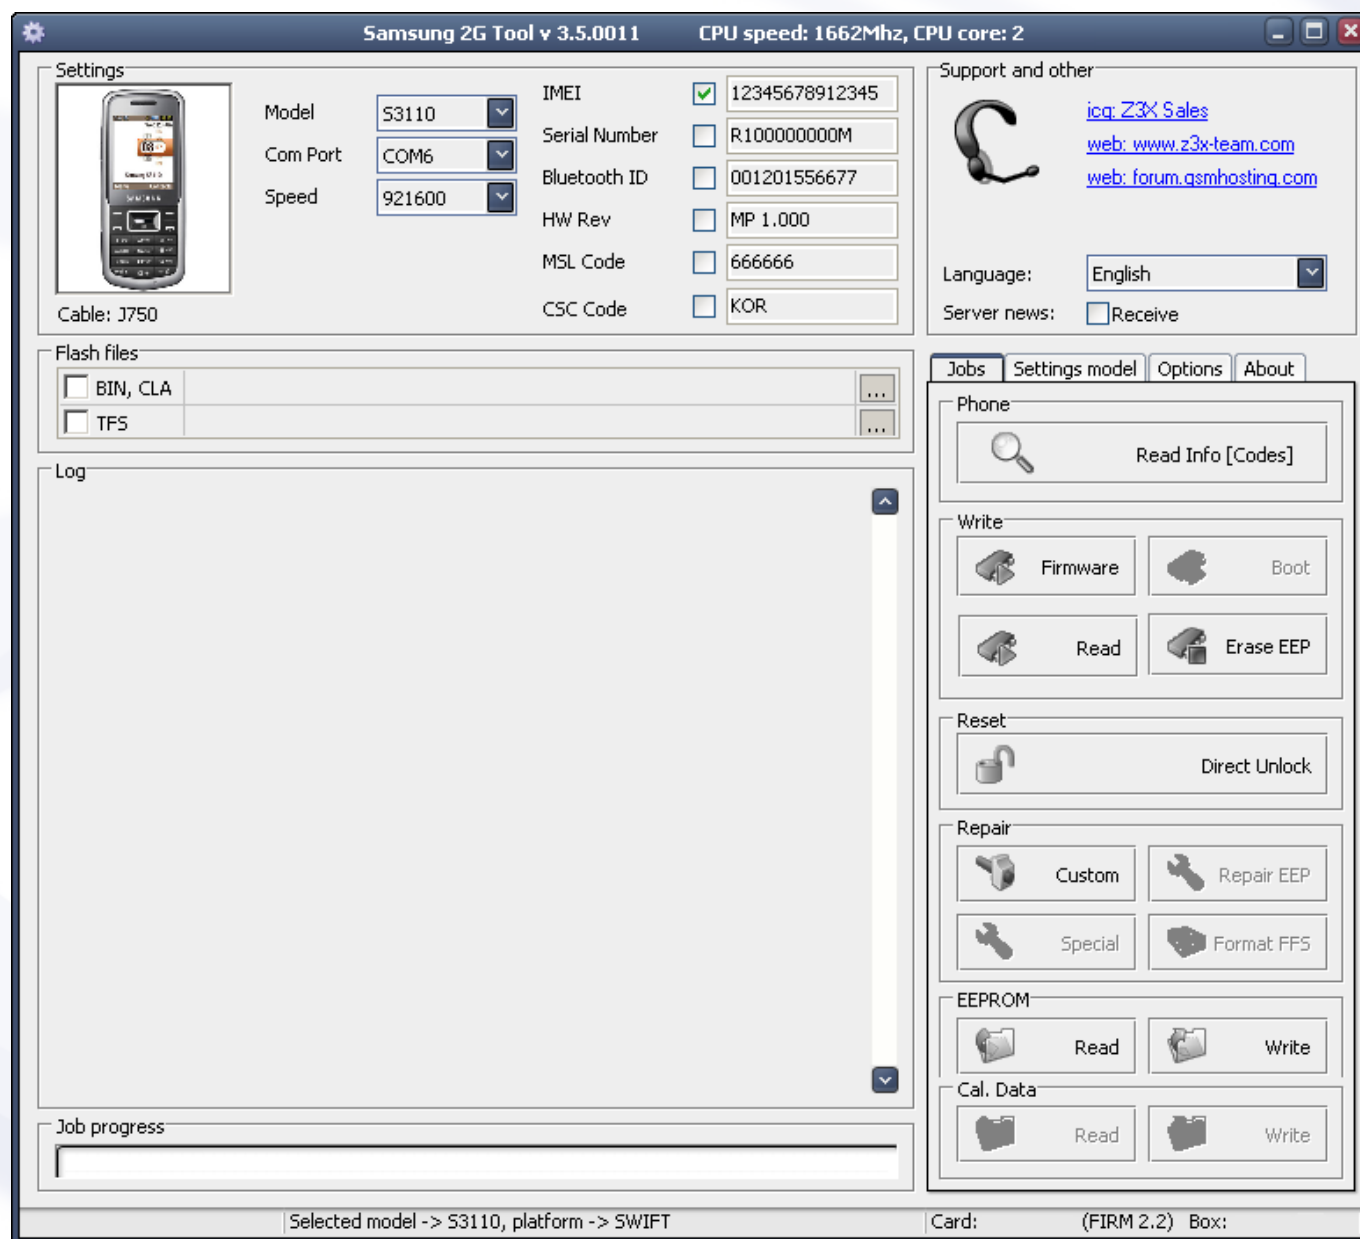 Samsung 2G Tool v 3.5.0011 CPU speed: 1662Mhz, CPU core: 2
Settings
Model S3110
Com Port COM6
Speed 921600
Cable: J750
IMEI 12345678912345
Serial Number R100000000M
Bluetooth ID 001201556677
HW Rev MP 1.000
MSL Code 666666
CSC Code KOR
Support and other
icq: Z3X Sales
web: www.z3x-team.com
web: forum.gsmhosting.com
Language: English
Server news: Receive
Flash files
BIN, CLA ...
TFS ...
Log
Job progress
Jobs Settings model Options About
Phone
Read Info [Codes]
Write
Firmware Boot
Read Erase EEP
Reset
Direct Unlock
Repair
Custom Repair EEP
Special Format FFS
EEPROM
Read Write
Cal. Data
Read Write
Selected model -> S3110, platform -> SWIFT Card: (FIRM 2.2) Box: